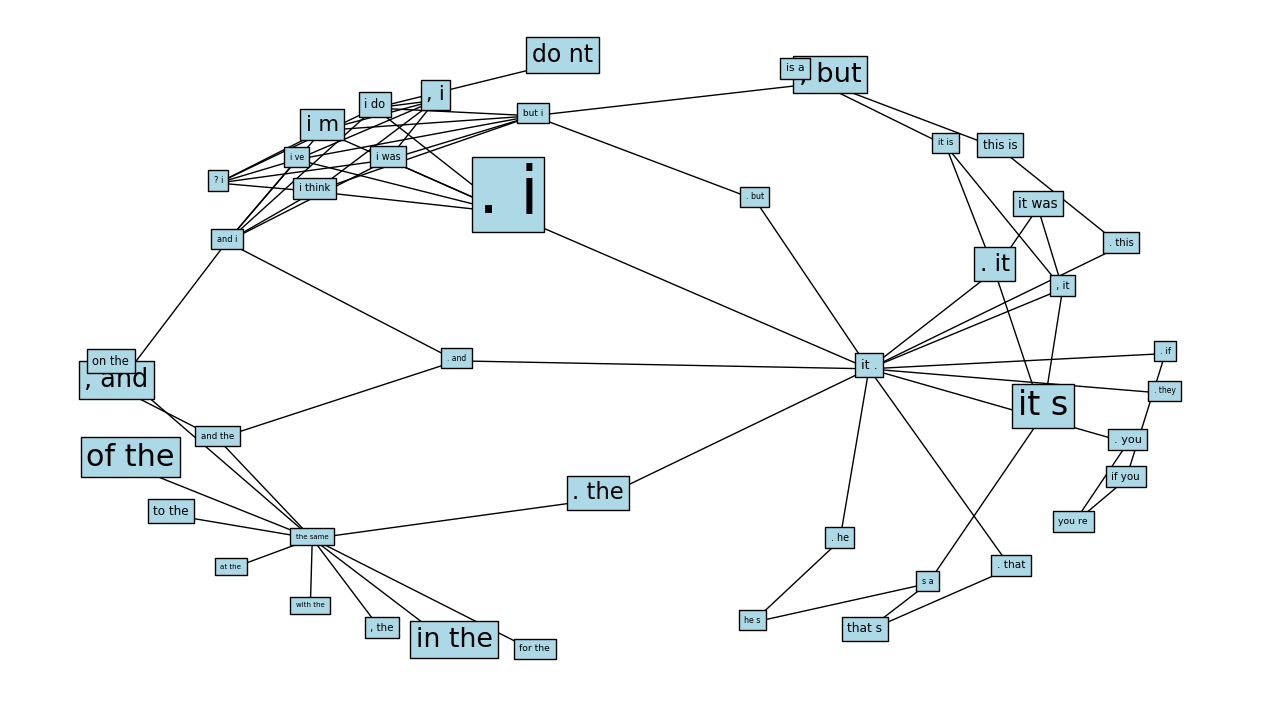 do nt
is a
, but
, i
i do
but i
i m
it is
this is
i ve
i was
? i
i think
. i
. but
it was
and i
. this
. it
, it
. if
on the
. and
it .
, and
. they
it s
and the
. you
of the
if you
. the
to the
you re
the same
. he
at the
. that
s a
with the
he s
, the
that s
in the
for the